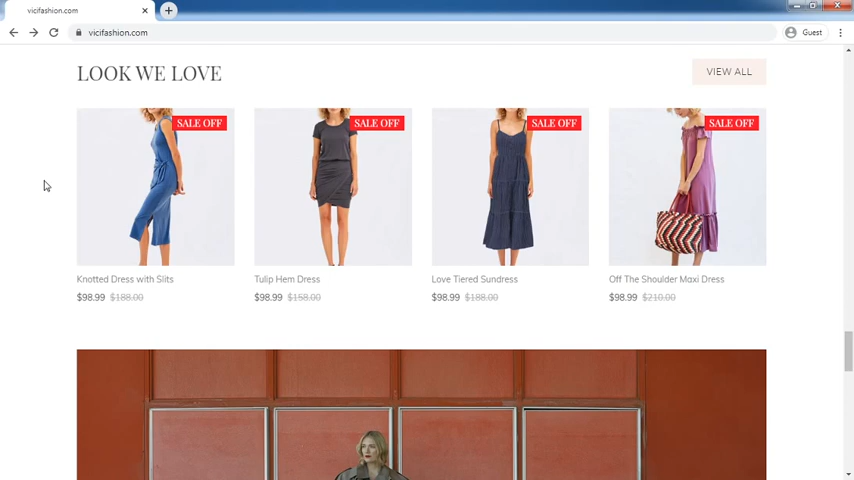 vicifashion.com
vicifashion.com
Guest
LOOK WE LOVE
VIEW ALL
SALE OFF
SALE OFF
SALE OFF
SALE OFF
Knotted Dress with Slits
Tulip Hem Dress
Love Tiered Sundress
Off The Shoulder Maxi Dress
$98.99 $188.00
$98.99 $158.00
$98.99 $188.00
$98.99 $210.00